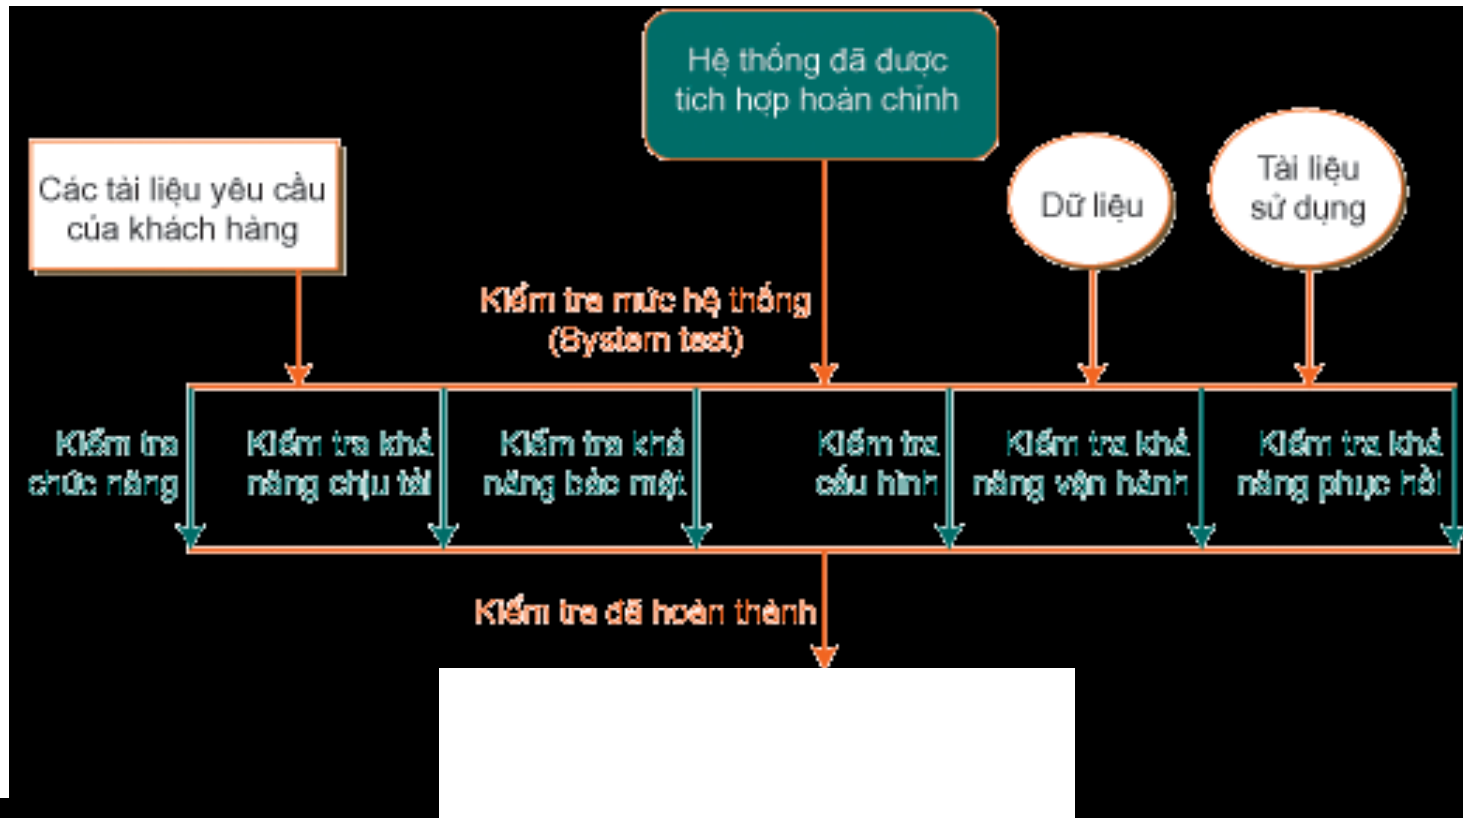 Hệ thống đã được
tích hợp hoàn chỉnh
Các tài liệu yêu cầu
của khách hàng
Dữ liệu
Tài liệu
sử dụng
Kiểm tra mức hệ thống
(System test)
Kiểm tra
chức năng
Kiểm tra khả
năng chịu tải
Kiểm tra khả
năng bảo mật
Kiểm tra
cấu hình
Kiểm tra khả
năng vận hành
Kiểm tra khả
năng phục hồi
Kiểm tra đã hoàn thành